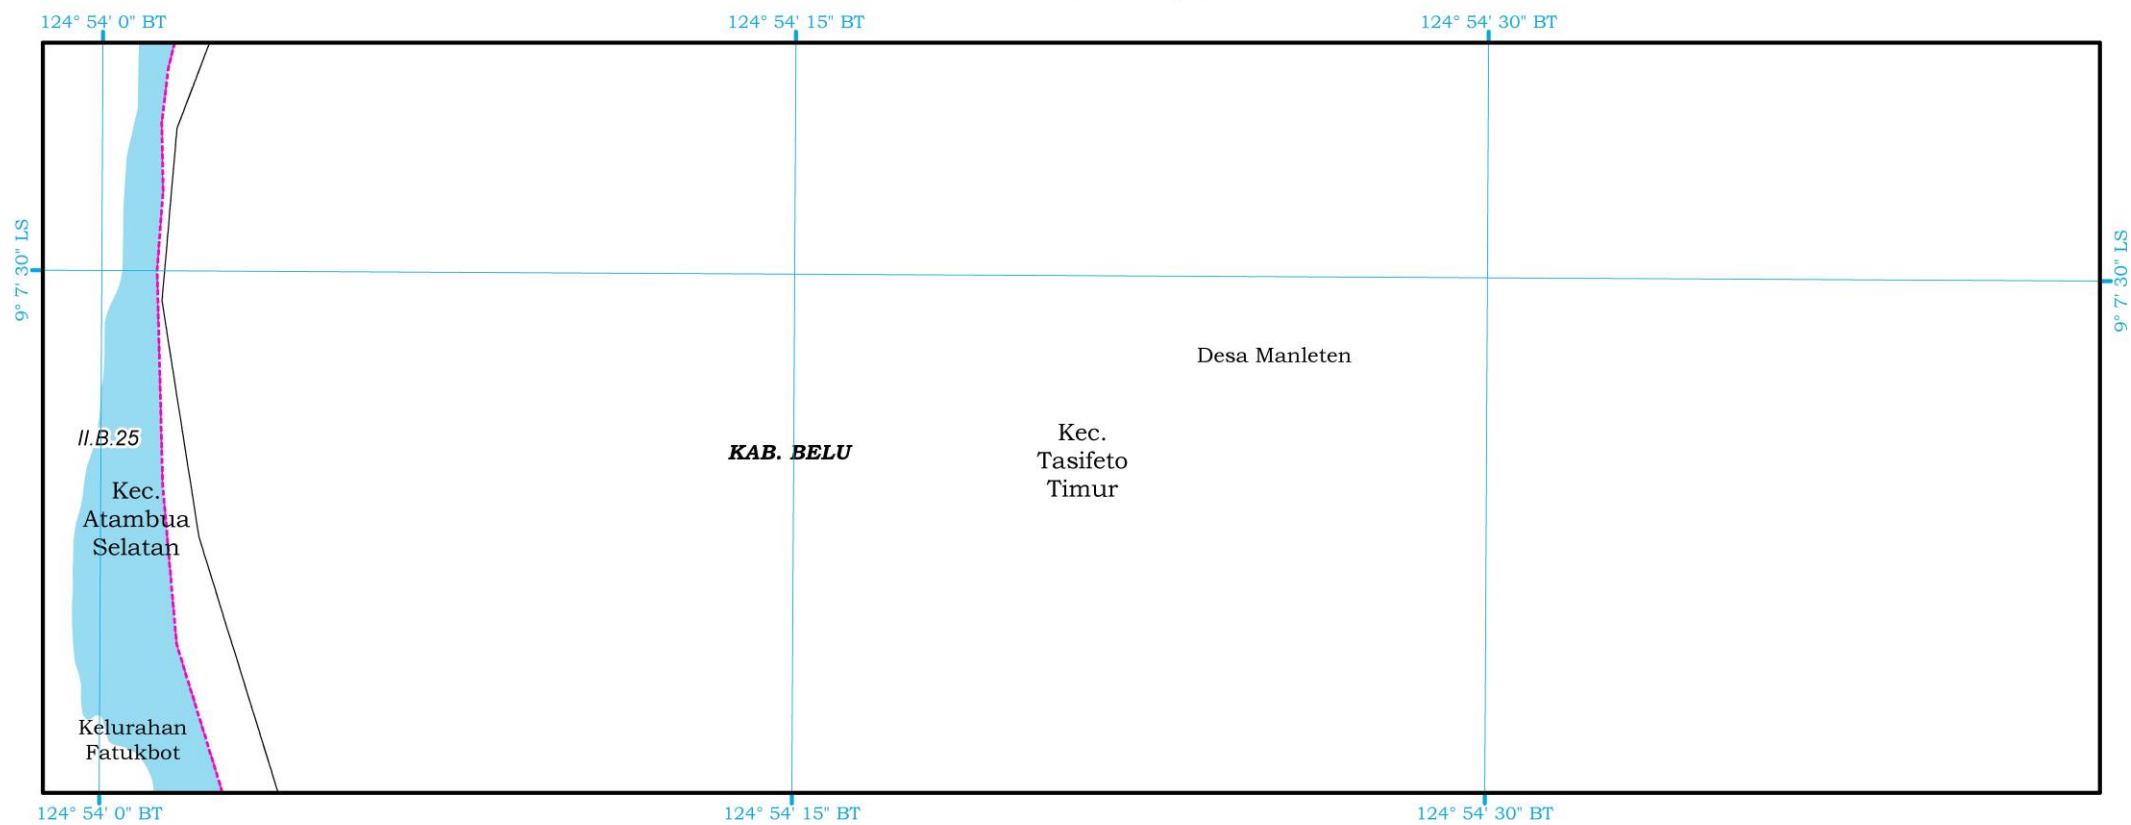 124° 54' 0" BT
124° 54' 15" BT
124° 54' 30" BT
9° 7' 30" LS
9° 7' 30" LS
Desa Manleten
II.B.25
KAB. BELU
Kec.
Tasifeto
Timur
Kec.
Atambua
Selatan
Kelurahan
Fatukbot
124° 54' 0" BT
124° 54' 15" BT
124° 54' 30" BT